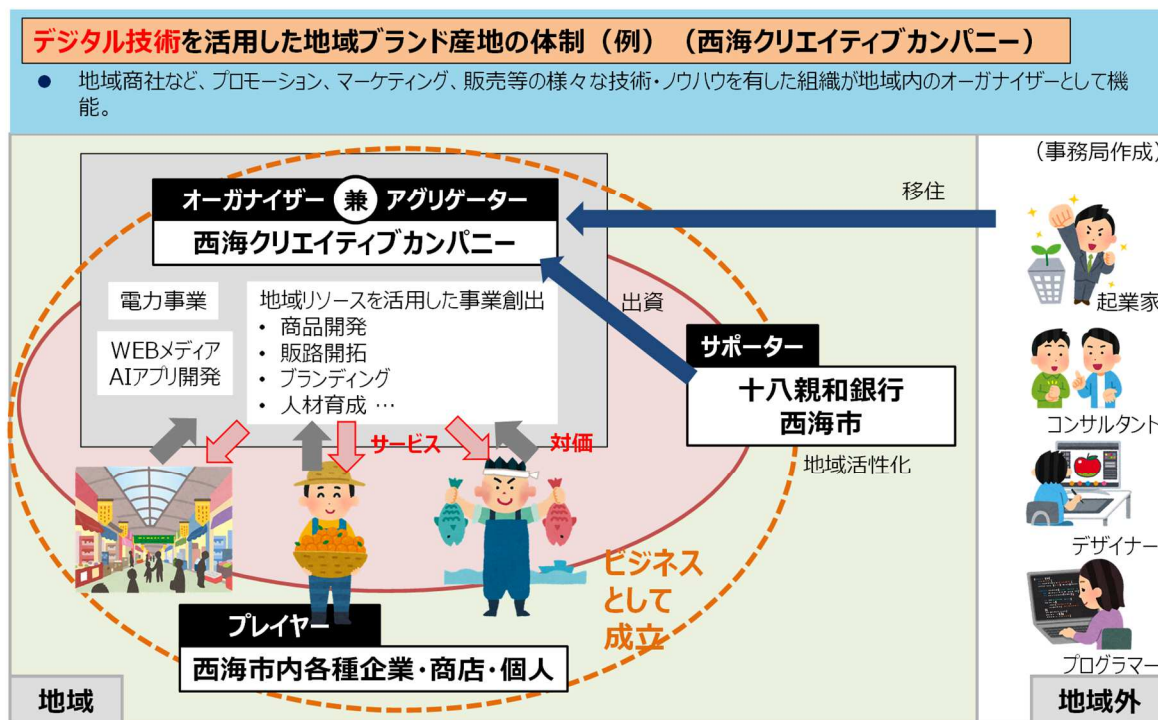 デジタル技術を活用した地域ブランド産地の体制（例）（西海クリエイティブカンパニー）
● 地域商社など、プロモーション、マーケティング、販売等の様々な技術・ノウハウを有した組織が地域内のオーガナイザーとして機
能。
（事務局作成）
オーガナイザー 兼 アグリゲーター
西海クリエイティブカンパニー
移住
電力事業
WEBメディア
AIアプリ開発
地域リソースを活用した事業創出
• 商品開発
• 販路開拓
• ブランディング
• 人材育成 …
出資
サポーター
十八親和銀行
西海市
地域活性化
サービス
対価
ビジネス
として
成立
プレイヤー
西海市内各種企業・商店・個人
地域
起業家
コンサルタント
デザイナー
プログラマー
地域外